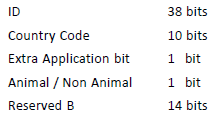 ID 38 bits
Country Code 10 bits
Extra Application bit 1 bit
Animal / Non Animal 1 bit
Reserved B 14 bits